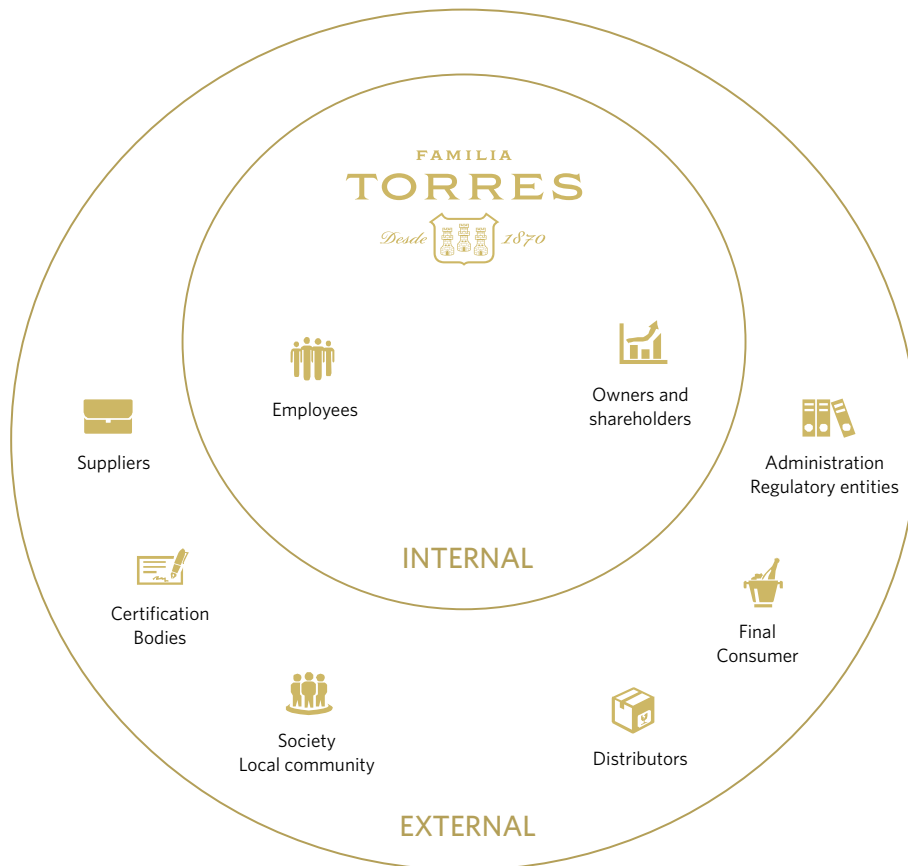 FAMILIA
TORRES
Desde 1870
Employees
Owners and
shareholders
Suppliers
Administration
Regulatory entities
INTERNAL
Certification
Bodies
Final
Consumer
Society
Local community
Distributors
EXTERNAL